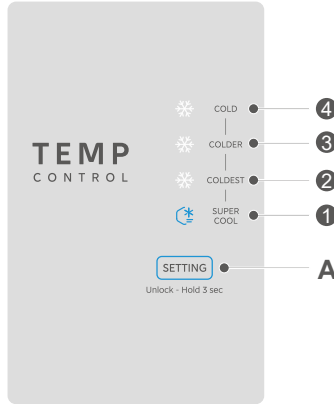 COLD 4
TEMP
CONTROL
COLDER 3
COLDEST 2
SUPER
COOL 1
SETTING A
Unlock - Hold 3 sec